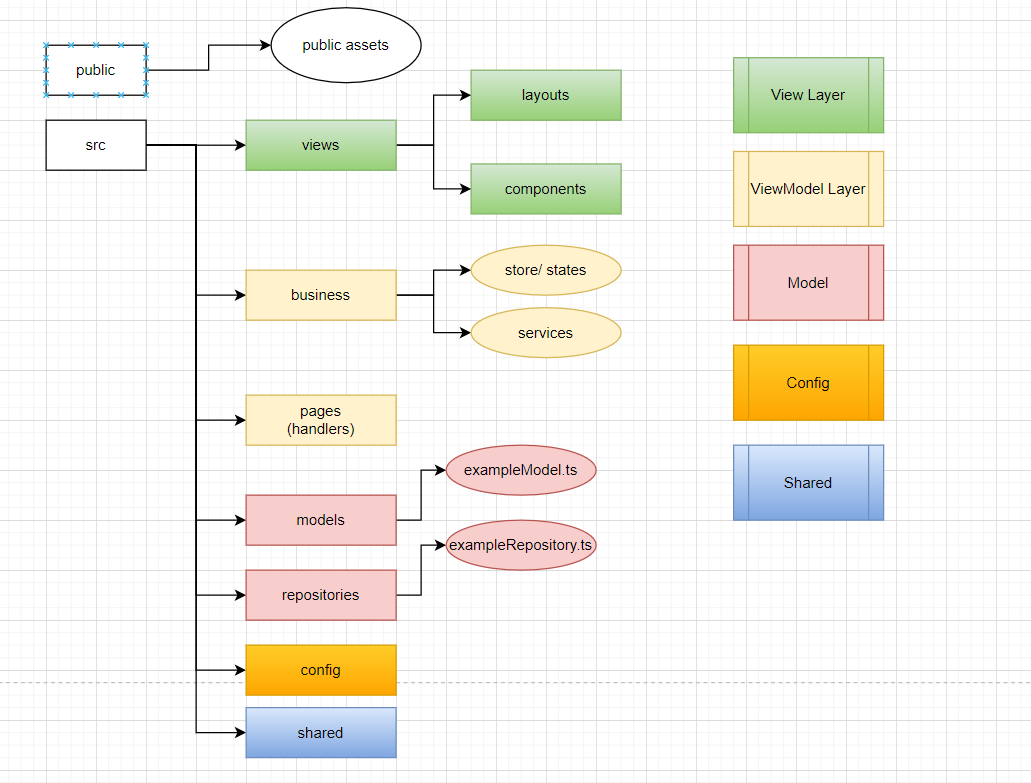 public assets
public
layouts
View Layer
src
views
components
ViewModel Layer
store/ states
Model
business
services
Config
pages
(handlers)
exampleModel.ts
Shared
models
exampleRepository.ts
repositories
config
shared